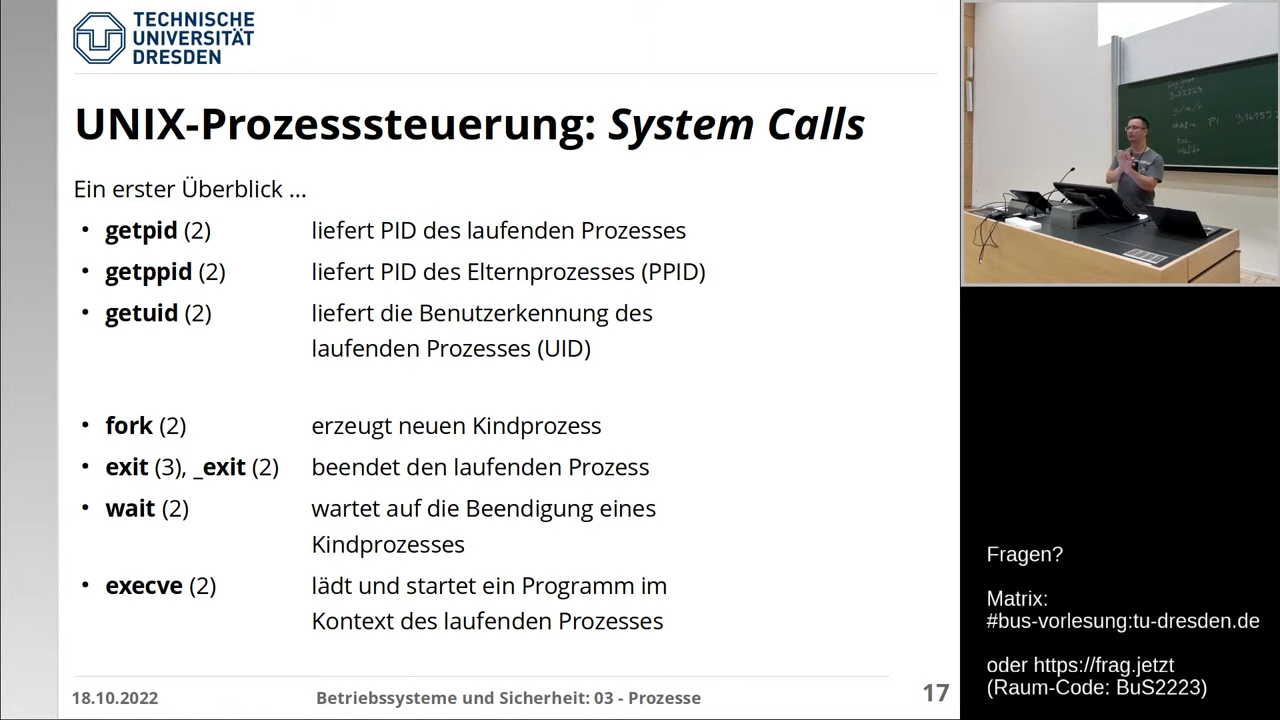 TECHNISCHE
UNIVERSITÄT
DRESDEN
UNIX-Prozesssteuerung: System Calls
Ein erster Überblick ...
• getpid (2) liefert PID des laufenden Prozesses
• getppid (2) liefert PID des Elternprozesses (PPID)
• getuid (2) liefert die Benutzerkennung des
laufenden Prozesses (UID)
• fork (2) erzeugt neuen Kindprozess
• exit (3), _exit (2) beendet den laufenden Prozess
• wait (2) wartet auf die Beendigung eines
Kindprozesses
• execve (2) lädt und startet ein Programm im
Kontext des laufenden Prozesses
18.10.2022 Betriebssysteme und Sicherheit: 03 - Prozesse 17
Fragen?
Matrix:
#bus-vorlesung:tu-dresden.de
oder https://frag.jetzt
(Raum-Code: BuS2223)